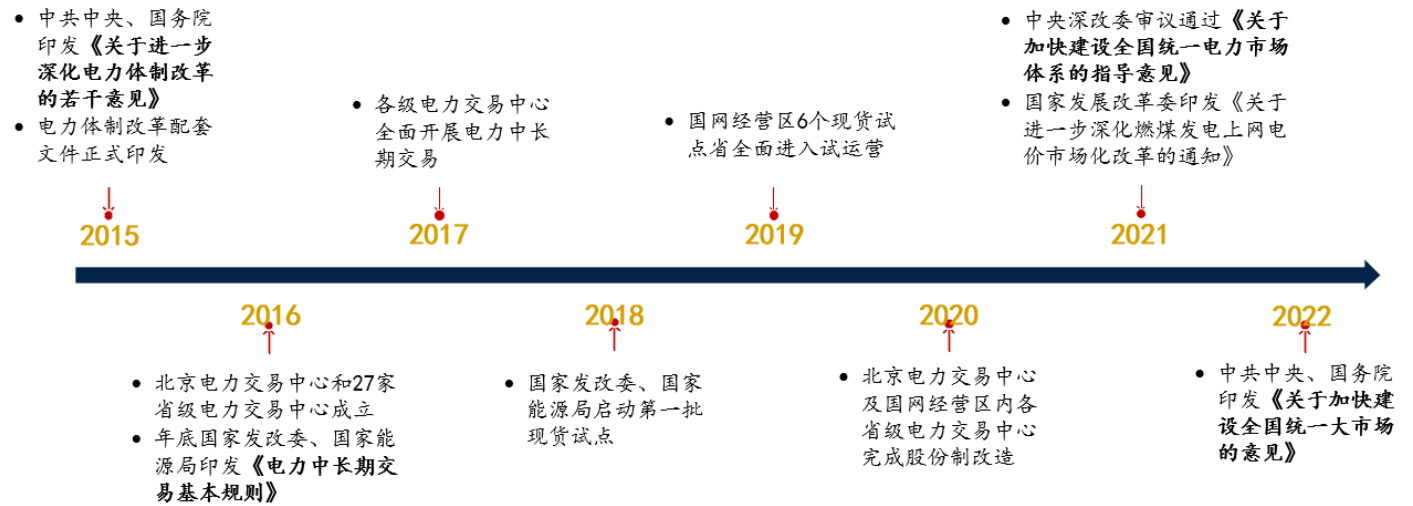 • 中共中央、国务院
印发《关于进一步
深化电力体制改革
的若干意见》
• 电力体制改革配套
文件正式印发
2015
• 北京电力交易中心和27家
省级电力交易中心成立
• 年底国家发改委、国家能
源局印发《电力中长期交
易基本规则》
2016
• 各级电力交易中心
全面开展电力中长
期交易
2017
• 国家发改委、国家
能源局启动第一批
现货试点
2018
• 国网经营区6个现货试
点省全面进入试运营
2019
• 北京电力交易中心
及国网经营区内各
省级电力交易中心
完成股份制改造
2020
• 中央深改委审议通过《关于
加快建设全国统一电力市场
体系的指导意见》
• 国家发展改革委印发《关于
进一步深化燃煤发电上网电
价市场化改革的通知》
2021
• 中共中央、国务院
印发《关于加快建
设全国统一大市场
的意见》
2022